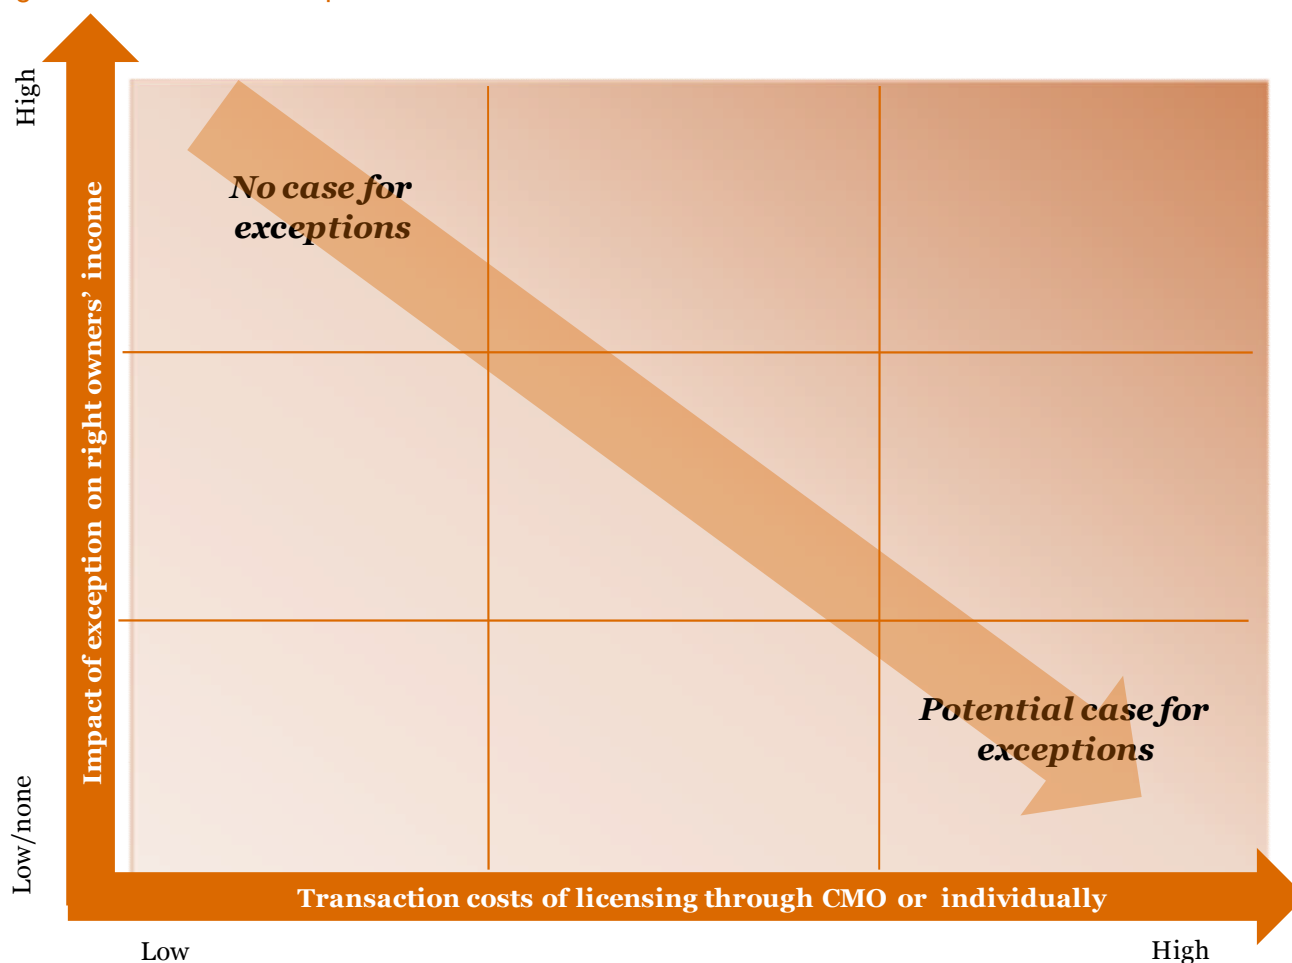 High
No case for
exceptions
Impact of exception on right owners’ income
Potential case for
exceptions
Low/none
Transaction costs of licensing through CMO or individually
Low
High